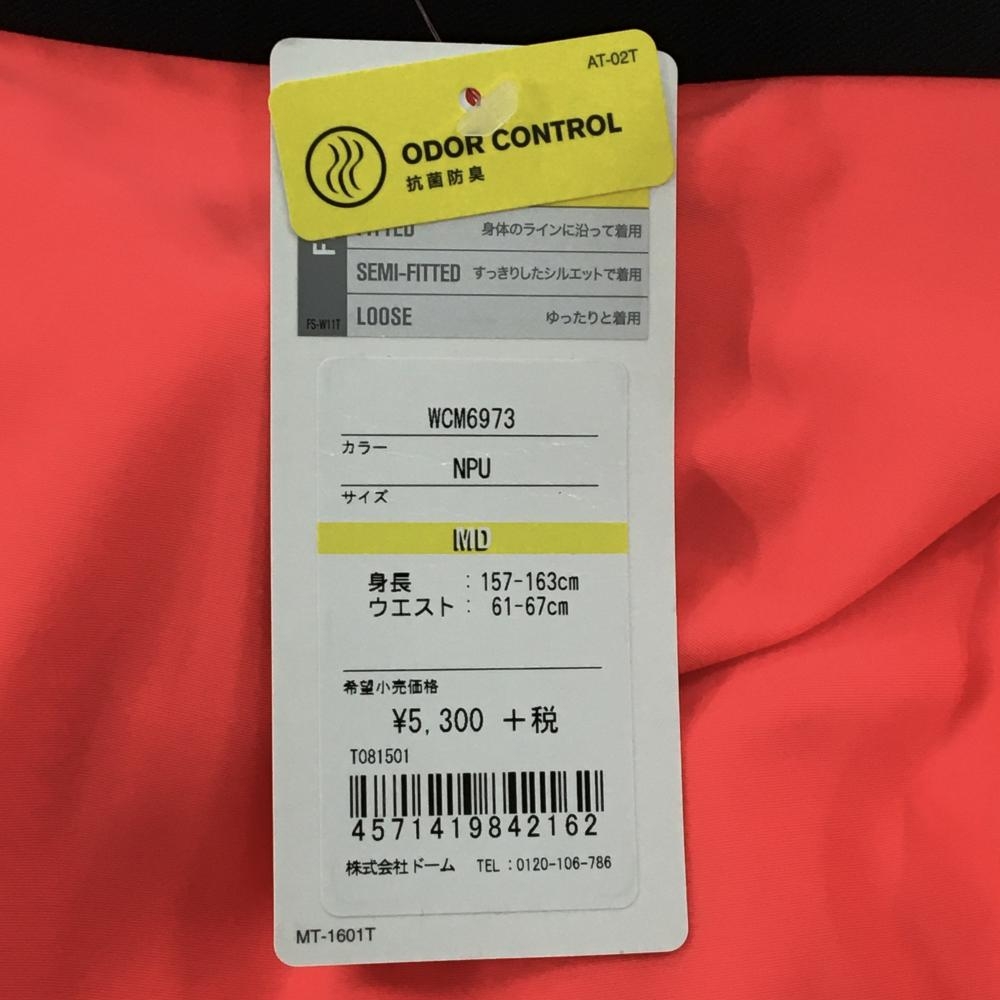 AT-02T
ODOR CONTROL
抗菌防臭
FITTED 身体のラインに沿って着用
SEMI-FITTED すっきりしたシルエットで着用
LOOSE ゆったりと着用
FS-W11T
WCM6973
カラー
NPU
サイズ
MD
身長 : 157-163cm
ウエスト : 61-67cm
希望小売価格
¥5,300 +税
T081501
4571419842162
株式会社ドーム TEL:0120-106-786
MT-1601T